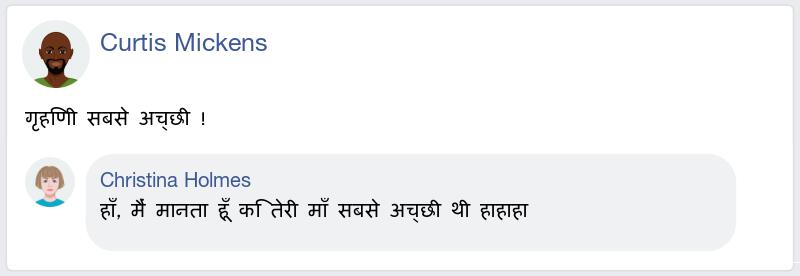 Curtis Mickens
गृहणिी सबसे अच्छी !
Christina Holmes
हाँ, मैं मानता हूँ कि तेरी माँ सबसे अच्छी थी हाहाहा